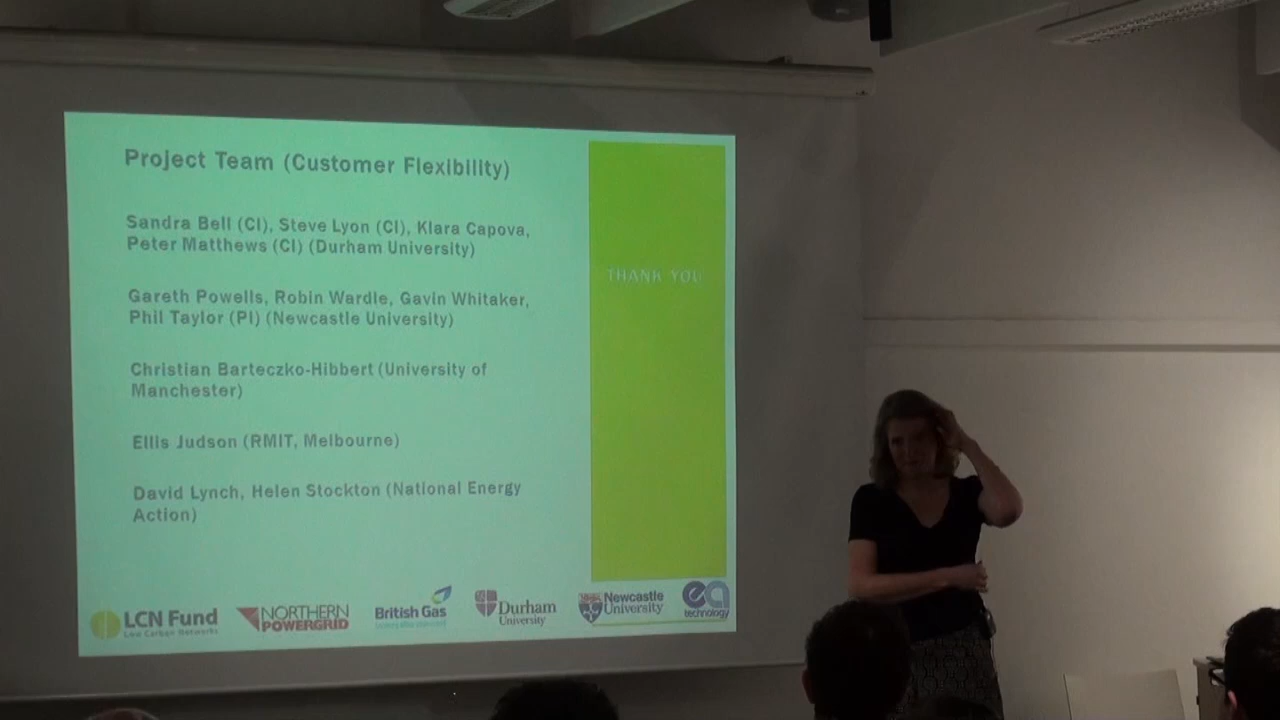 Project Team (Customer Flexibility)
Sandra Bell (CI), Steve Lyon (CI), Klara Capova,
Peter Matthews (CI) (Durham University)
Gareth Powells, Robin Wardle, Gavin Whitaker,
Phil Taylor (PI) (Newcastle University)
Christian Barteczko-Hibbert (University of
Manchester)
Ellis Judson (RMIT, Melbourne)
David Lynch, Helen Stockton (National Energy
Action)
THANK YOU
LCN Fund
Low Carbon Networks
NORTHERN
POWERGRID
British Gas
Durham
University
Newcastle
University
ea
technology